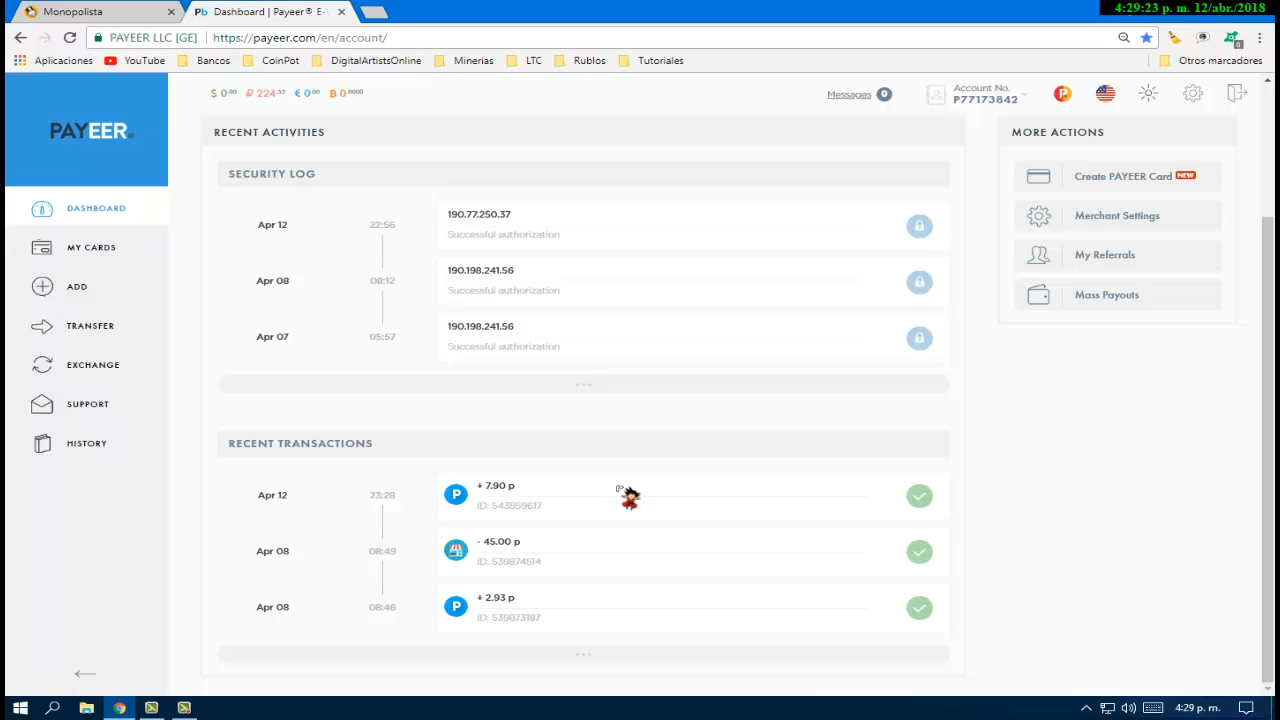 4:29:23 p. m. 12/abr./2018
Monopolista
Pb Dashboard | Payeer® E-V
PAYEER LLC [GE] https://payeer.com/en/account/
Aplicaciones YouTube Bancos CoinPot DigitalArtistsOnline Minerias LTC Rublos Tutoriales Otros marcadores
$ 0.00 ₽ 224.33 € 0.00 ₿ 0.0000
Messages 0
Account No.
P77173842
PAYEER
RECENT ACTIVITIES
MORE ACTIONS
SECURITY LOG
Create PAYEER Card NEW
DASHBOARD
Apr 12 22:56 190.77.250.37
Successful authorization
Merchant Settings
MY CARDS
My Referrals
Apr 08 08:12 190.198.241.56
Successful authorization
ADD
Mass Payouts
TRANSFER
Apr 07 05:57 190.198.241.56
Successful authorization
EXCHANGE
SUPPORT
HISTORY
RECENT TRANSACTIONS
Apr 12 23:28 P + 7.90 p
ID: 543959617
Apr 08 08:49 - 45.00 p
ID: 539874514
Apr 08 08:46 P + 2.93 p
ID: 539873187
4:29 p. m.